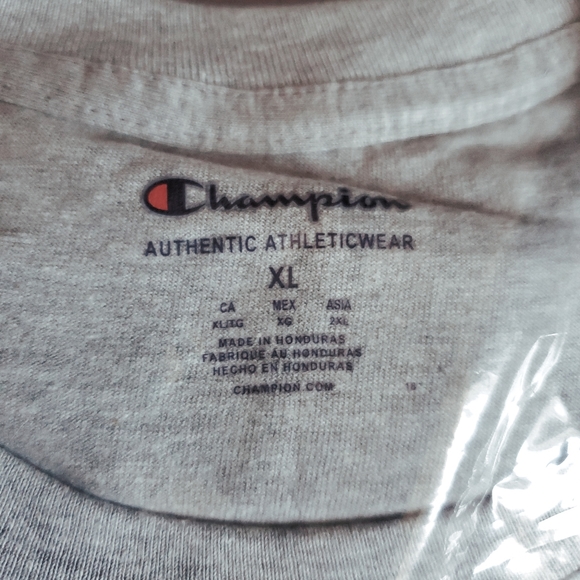 Champion
AUTHENTIC ATHLETICWEAR
XL
CA MEX ASIA
XL/TG XG 2XL
MADE IN HONDURAS
FABRIQUÉ AU HONDURAS
HECHO EN HONDURAS
CHAMPION.COM